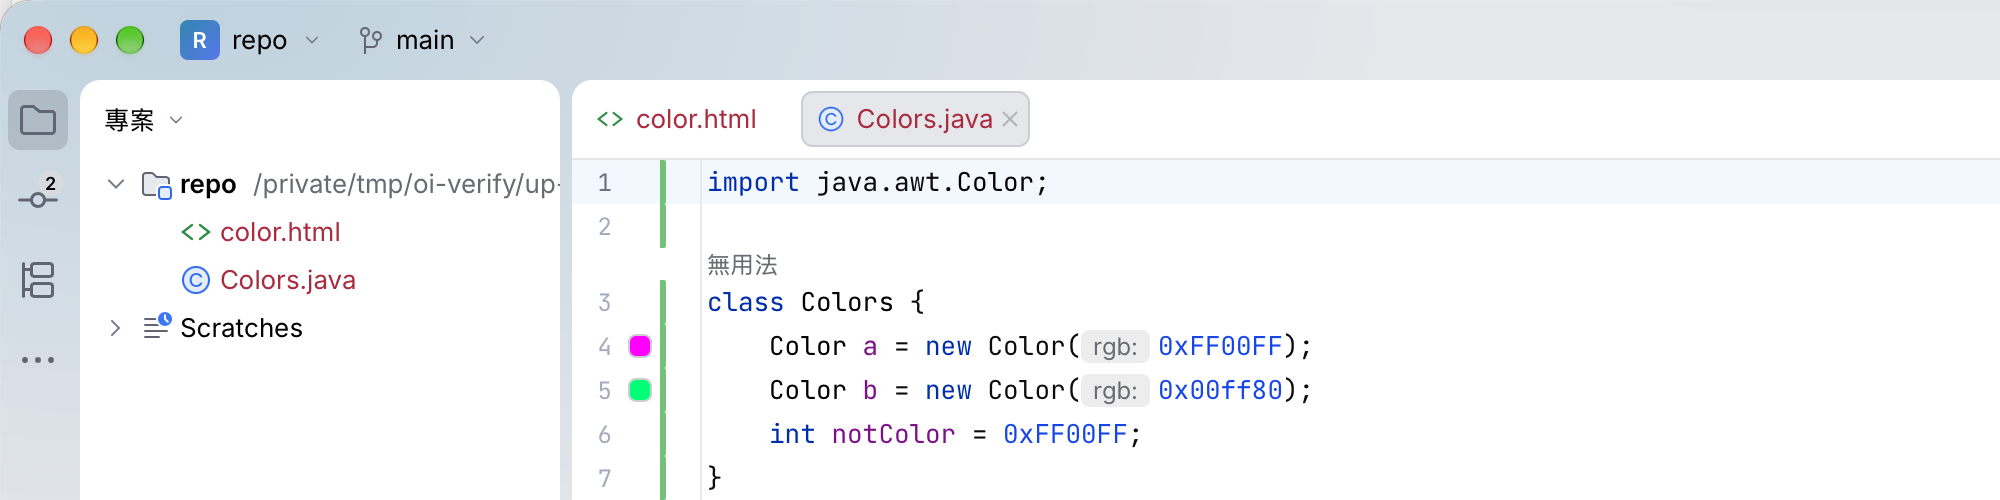 R repo main
專案
repo /private/tmp/oi-verify/up
color.html
Colors.java
Scratches
2
color.html Colors.java
1 import java.awt.Color;
2
無用法
3 class Colors {
4 Color a = new Color( rgb: 0xFF00FF);
5 Color b = new Color( rgb: 0x00ff80);
6 int notColor = 0xFF00FF;
7 }